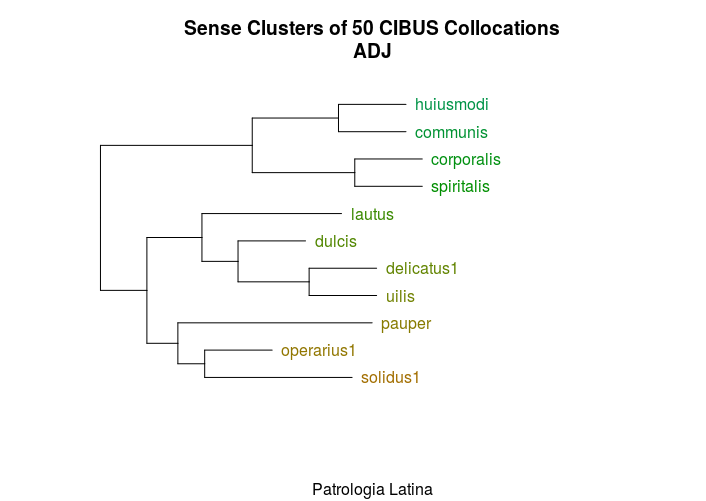 Sense Clusters of 50 CIBUS Collocations
ADJ
huiusmodi
communis
corporalis
spiritalis
lautus
dulcis
delicatus1
uilis
pauper
operarius1
solidus1
Patrologia Latina